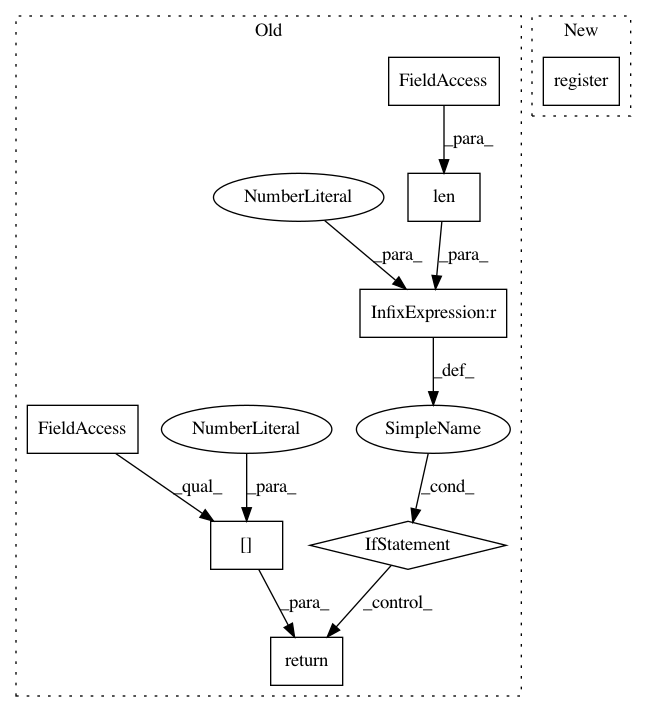 Old
New
FieldAccess
register
_para_
NumberLiteral
len
_para_
_para_
InfixExpression:r
_def_
FieldAccess
NumberLiteral
SimpleName
_qual_
_para_
_cond_
[]
IfStatement
_para_
_control_
return